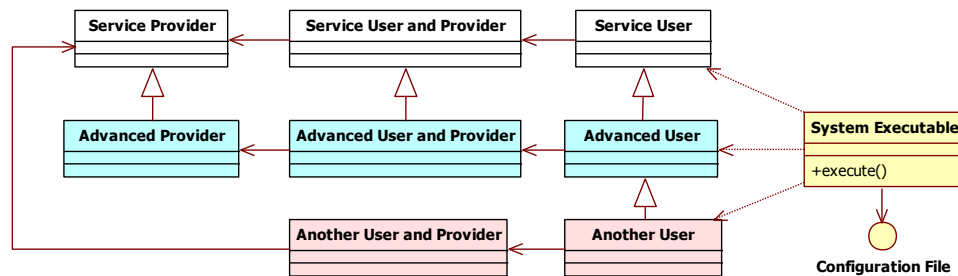 Service Provider
Service User and Provider
Service User
Advanced Provider
Advanced User and Provider
Advanced User
System Executable
+execute()
Another User and Provider
Another User
Configuration File